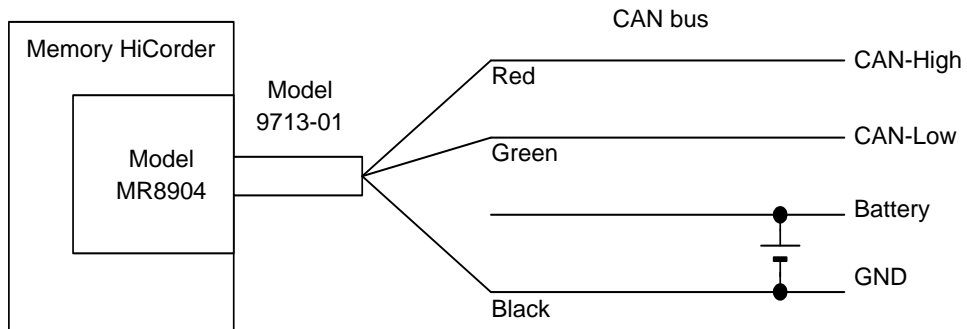 CAN bus
Memory HiCorder
CAN-High
Red
Model
9713-01
CAN-Low
Green
Model
MR8904
Battery
GND
Black